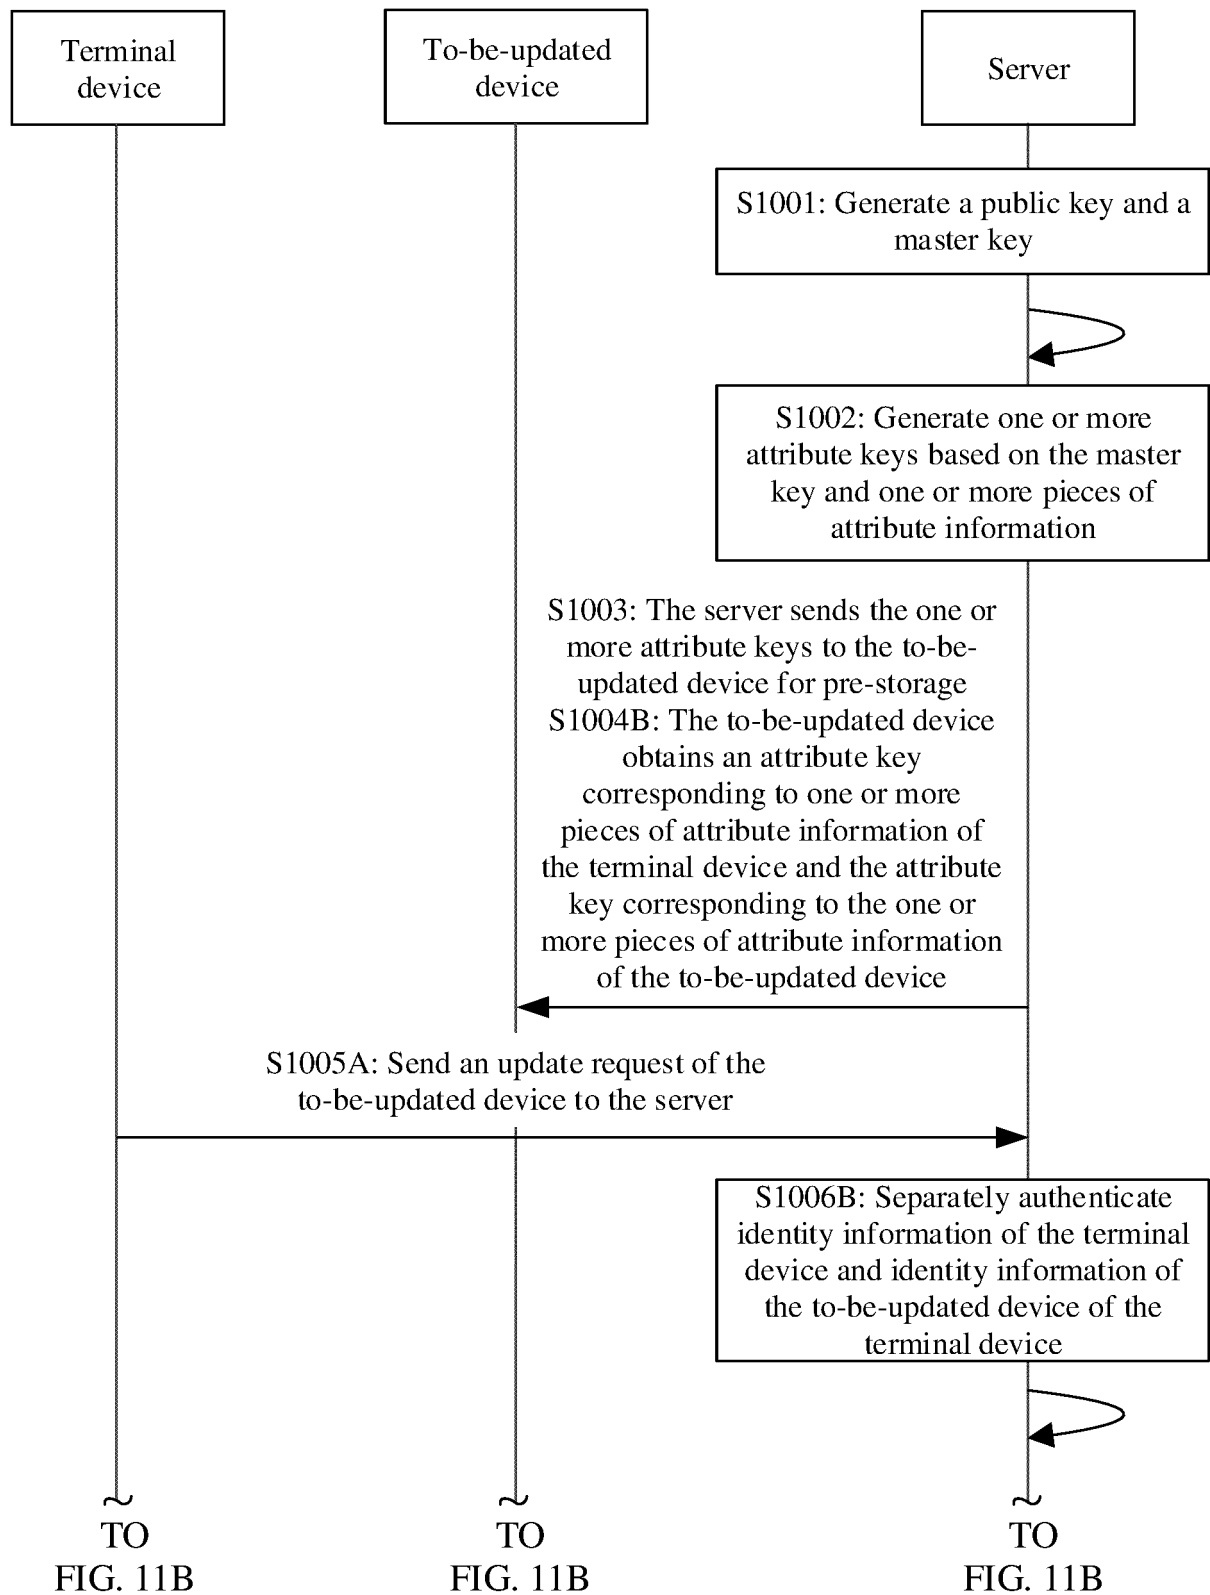 Terminal
device
To-be-updated
device
Server
S1001: Generate a public key and a
master key
S1002: Generate one or more
attribute keys based on the master
key and one or more pieces of
attribute information
S1003: The server sends the one or
more attribute keys to the to-be-
updated device for pre-storage
S1004B: The to-be-updated device
obtains an attribute key
corresponding to one or more
pieces of attribute information of
the terminal device and the attribute
key corresponding to the one or
more pieces of attribute information
of the to-be-updated device
S1005A: Send an update request of the
to-be-updated device to the server
S1006B: Separately authenticate
identity information of the terminal
device and identity information of
the to-be-updated device of the
terminal device
TO
FIG. 11B
TO
FIG. 11B
TO
FIG. 11B